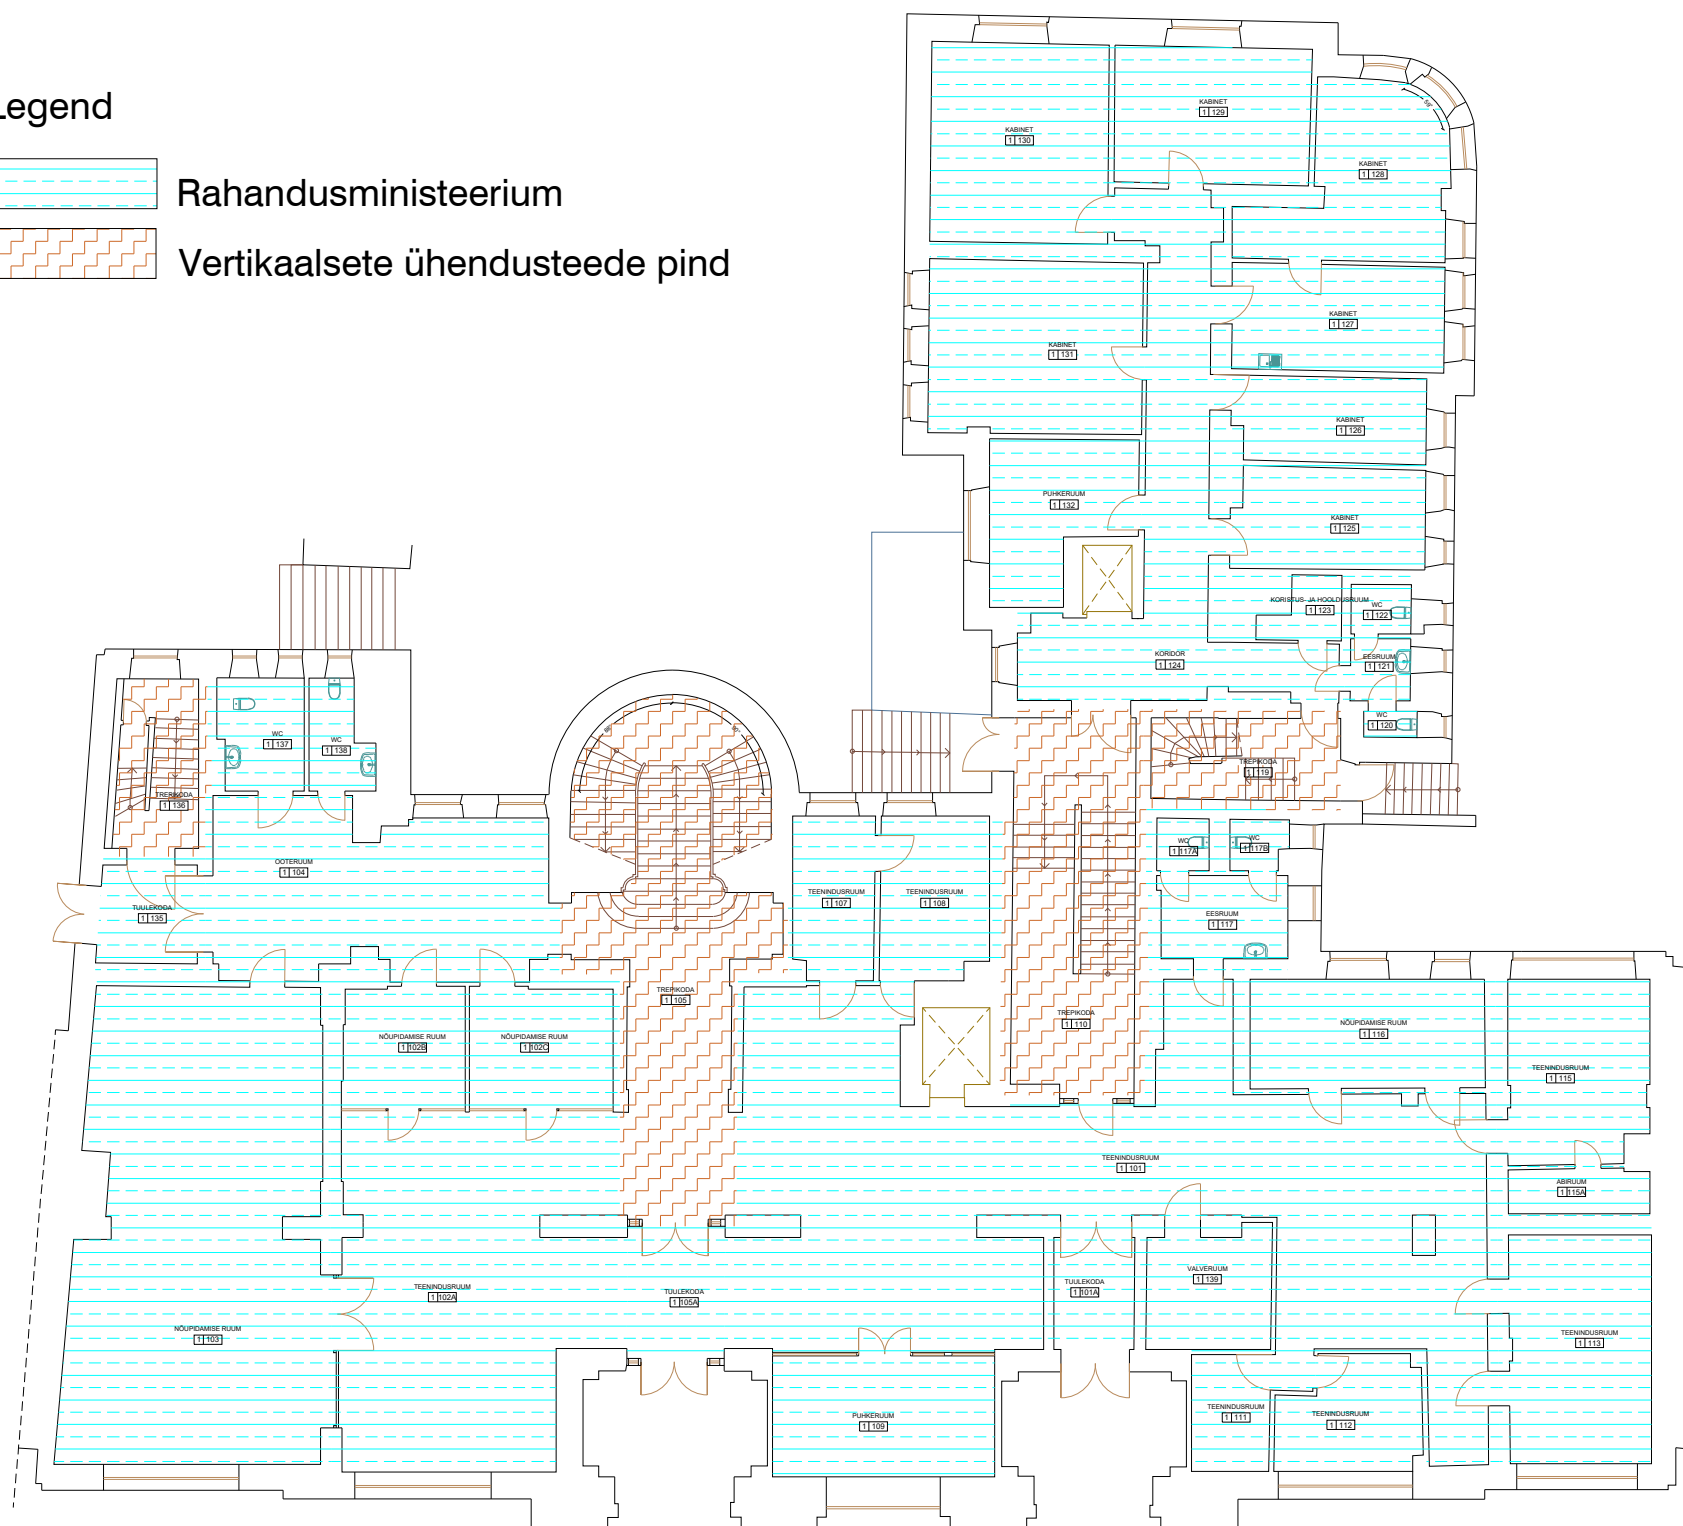 Legend
Rahandusministeerium
Vertikaalsete ühendusteede pind
KABINET
1 129
KABINET
1 130
KABINET
1 128
KABINET
1 127
KABINET
1 131
KABINET
1 126
PUHKERUUM
1 132
KABINET
1 125
KORISTUS- JA HOOLDUSRUUM
1 123
WC
1 122
KORIDOR
1 124
EESRUUM
1 121
WC
1 120
WC
1 137
WC
1 138
TREPIKODA
1 119
TREPIKODA
1 136
WC
1 117A
WC
1 117B
OOTERUUM
1 104
TEENINDUSRUUM
1 107
TEENINDUSRUUM
1 108
TUULEKODA
1 135
EESRUUM
1 117
TREPIKODA
1 105
TREPIKODA
1 110
NÕUPIDAMISE RUUM
1 102B
NÕUPIDAMISE RUUM
1 102C
NÕUPIDAMISE RUUM
1 116
TEENINDUSRUUM
1 115
TEENINDUSRUUM
1 101
ABIRUUM
1 115A
TEENINDUSRUUM
1 102A
TUULEKODA
1 105A
TUULEKODA
1 101A
VALVERUUM
1 139
NÕUPIDAMISE RUUM
1 103
TEENINDUSRUUM
1 113
PUHKERUUM
1 109
TEENINDUSRUUM
1 111
TEENINDUSRUUM
1 112